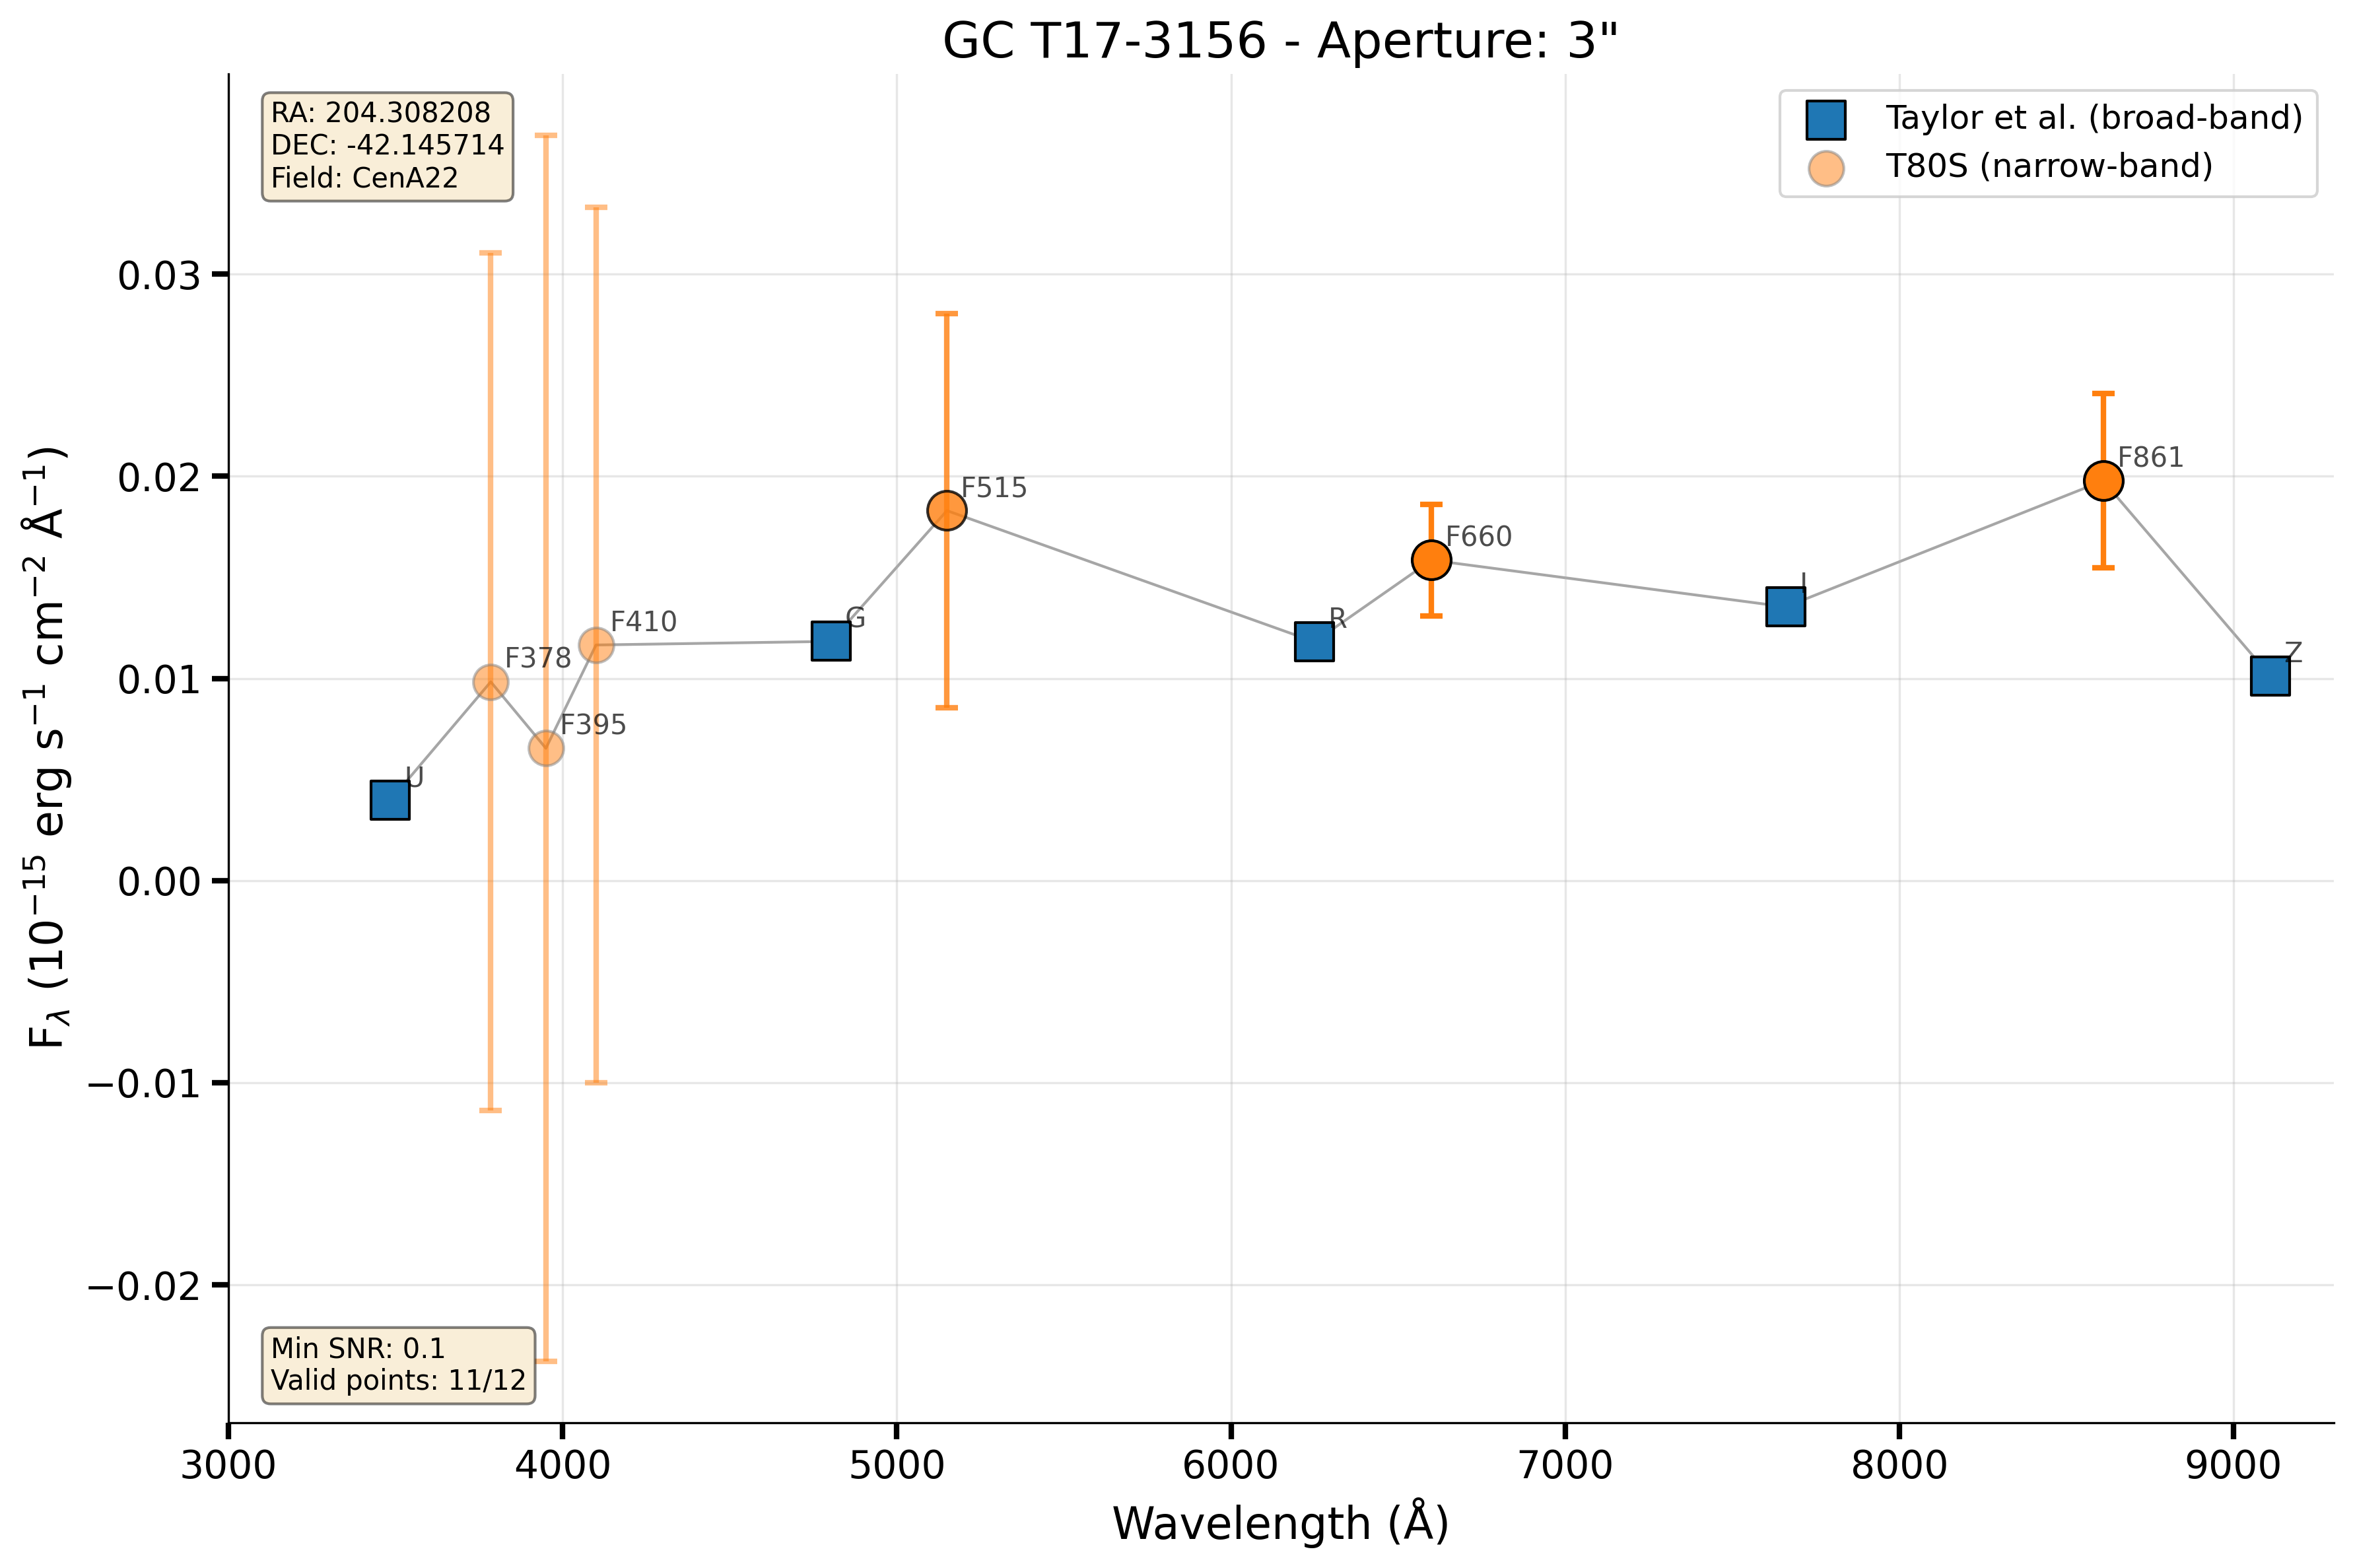 GC T17-3156 - Aperture: 3"
RA: 204.308208
DEC: -42.145714
Field: CenA22
Taylor et al. (broad-band)
T80S (narrow-band)
0.03
0.02
0.01
0.00
−0.01
−0.02
F_λ (10⁻¹⁵ erg s⁻¹ cm⁻² Å⁻¹)
U
F378
F395
F410
G
F515
R
F660
I
F861
Z
Min SNR: 0.1
Valid points: 11/12
3000 4000 5000 6000 7000 8000 9000
Wavelength (Å)